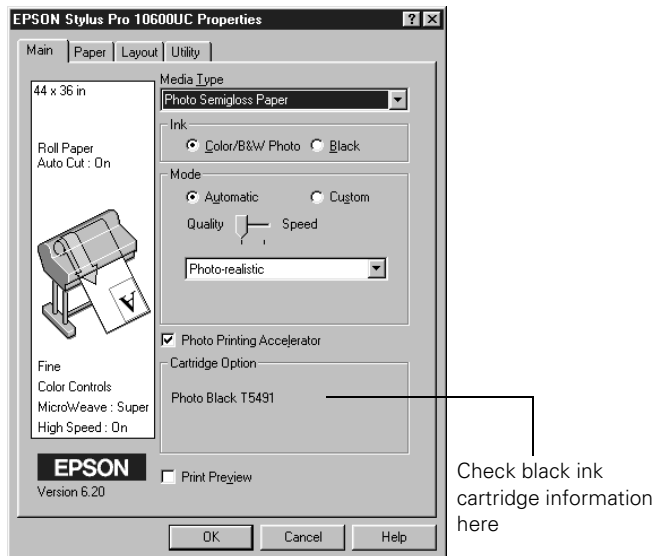 EPSON Stylus Pro 10600UC Properties
Main Paper Layout Utility
44 x 36 in
Roll Paper
Auto Cut : On
A
Fine
Color Controls
MicroWeave : Super
High Speed : On
EPSON
Version 6.20
Media Type
Photo Semigloss Paper
Ink
Color/B&W Photo Black
Mode
Automatic Custom
Quality Speed
Photo-realistic
Photo Printing Accelerator
Cartridge Option
Photo Black T5491
Print Preview
OK Cancel Help
Check black ink
cartridge information
here